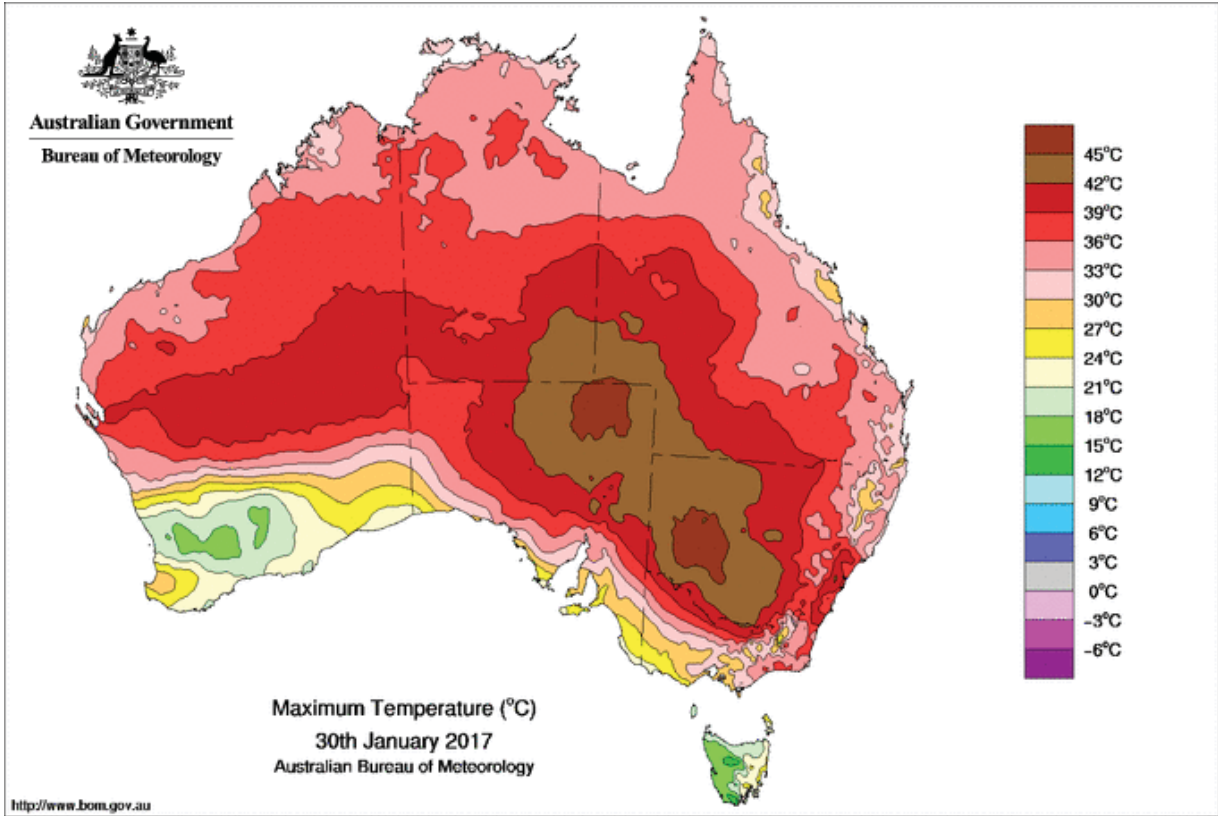 Australian Government
Bureau of Meteorology
45°C
42°C
39°C
36°C
33°C
30°C
27°C
24°C
21°C
18°C
15°C
12°C
9°C
6°C
3°C
0°C
-3°C
-6°C
Maximum Temperature (°C)
30th January 2017
Australian Bureau of Meteorology
http://www.bom.gov.au